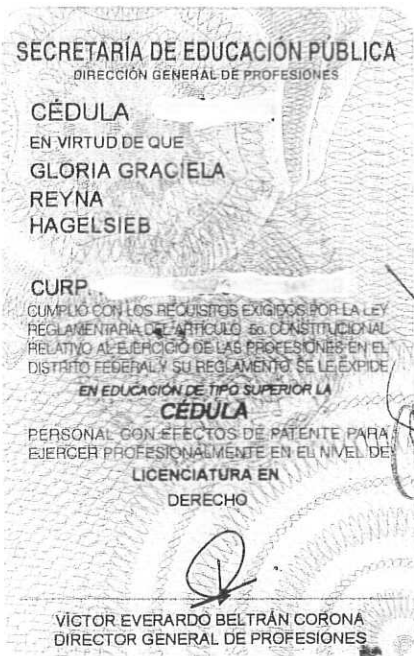 SECRETARÍA DE EDUCACIÓN PÚBLICA
DIRECCIÓN GENERAL DE PROFESIONES
CÉDULA
EN VIRTUD DE QUE
GLORIA GRACIELA
REYNA
HAGELSIEB
CURP
CUMPLIO CON LOS REQUISITOS EXIGIDOS POR LA LEY
REGLAMENTARIA DEL ARTÍCULO 5o. CONSTITUCIONAL
RELATIVO AL EJERCICIO DE LAS PROFESIONES EN EL
DISTRITO FEDERAL Y SU REGLAMENTO SE LE EXPIDE
EN EDUCACIÓN DE TIPO SUPERIOR LA
CÉDULA
PERSONAL CON EFECTOS DE PATENTE PARA
EJERCER PROFESIONALMENTE EN EL NIVEL DE
LICENCIATURA EN
DERECHO
VÍCTOR EVERARDO BELTRÁN CORONA
DIRECTOR GENERAL DE PROFESIONES